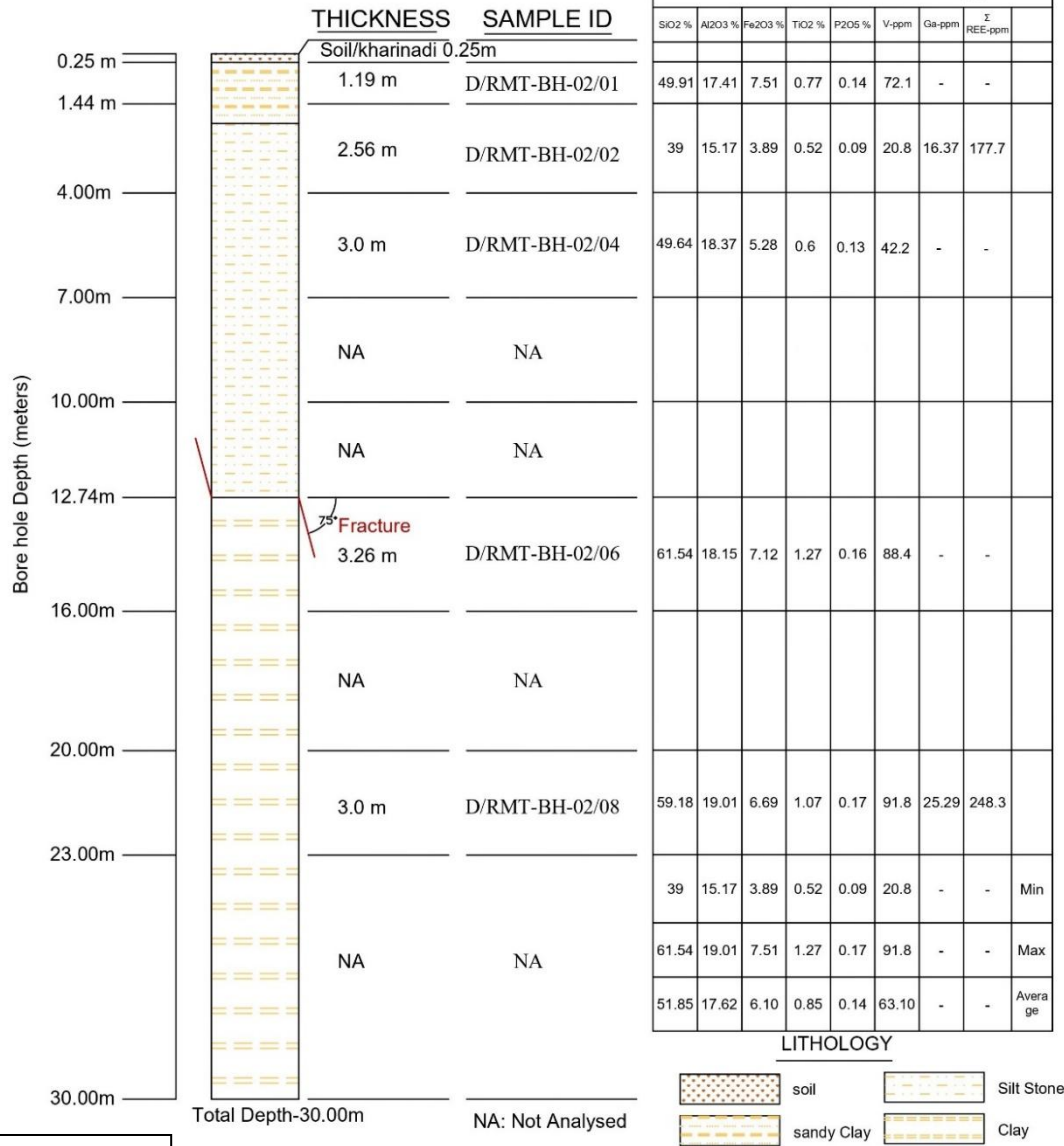 THICKNESS SAMPLE ID
SiO2 % Al2O3 % Fe2O3 % TiO2 % P2O5 % V-ppm Ga-ppm Σ REE-ppm
Soil/kharinadi 0.25m
0.25 m
1.19 m D/RMT-BH-02/01 49.91 17.41 7.51 0.77 0.14 72.1 - -
1.44 m
2.56 m D/RMT-BH-02/02 39 15.17 3.89 0.52 0.09 20.8 16.37 177.7
4.00m
3.0 m D/RMT-BH-02/04 49.64 18.37 5.28 0.6 0.13 42.2 - -
7.00m
NA NA
10.00m
NA NA
12.74m
75° Fracture
3.26 m D/RMT-BH-02/06 61.54 18.15 7.12 1.27 0.16 88.4 - -
16.00m
NA NA
20.00m
3.0 m D/RMT-BH-02/08 59.18 19.01 6.69 1.07 0.17 91.8 25.29 248.3
23.00m
39 15.17 3.89 0.52 0.09 20.8 - - Min
NA NA
61.54 19.01 7.51 1.27 0.17 91.8 - - Max
51.85 17.62 6.10 0.85 0.14 63.10 - - Avera
ge
30.00m
Bore hole Depth (meters)
Total Depth-30.00m
NA: Not Analysed
LITHOLOGY
soil Silt Stone
sandy Clay Clay